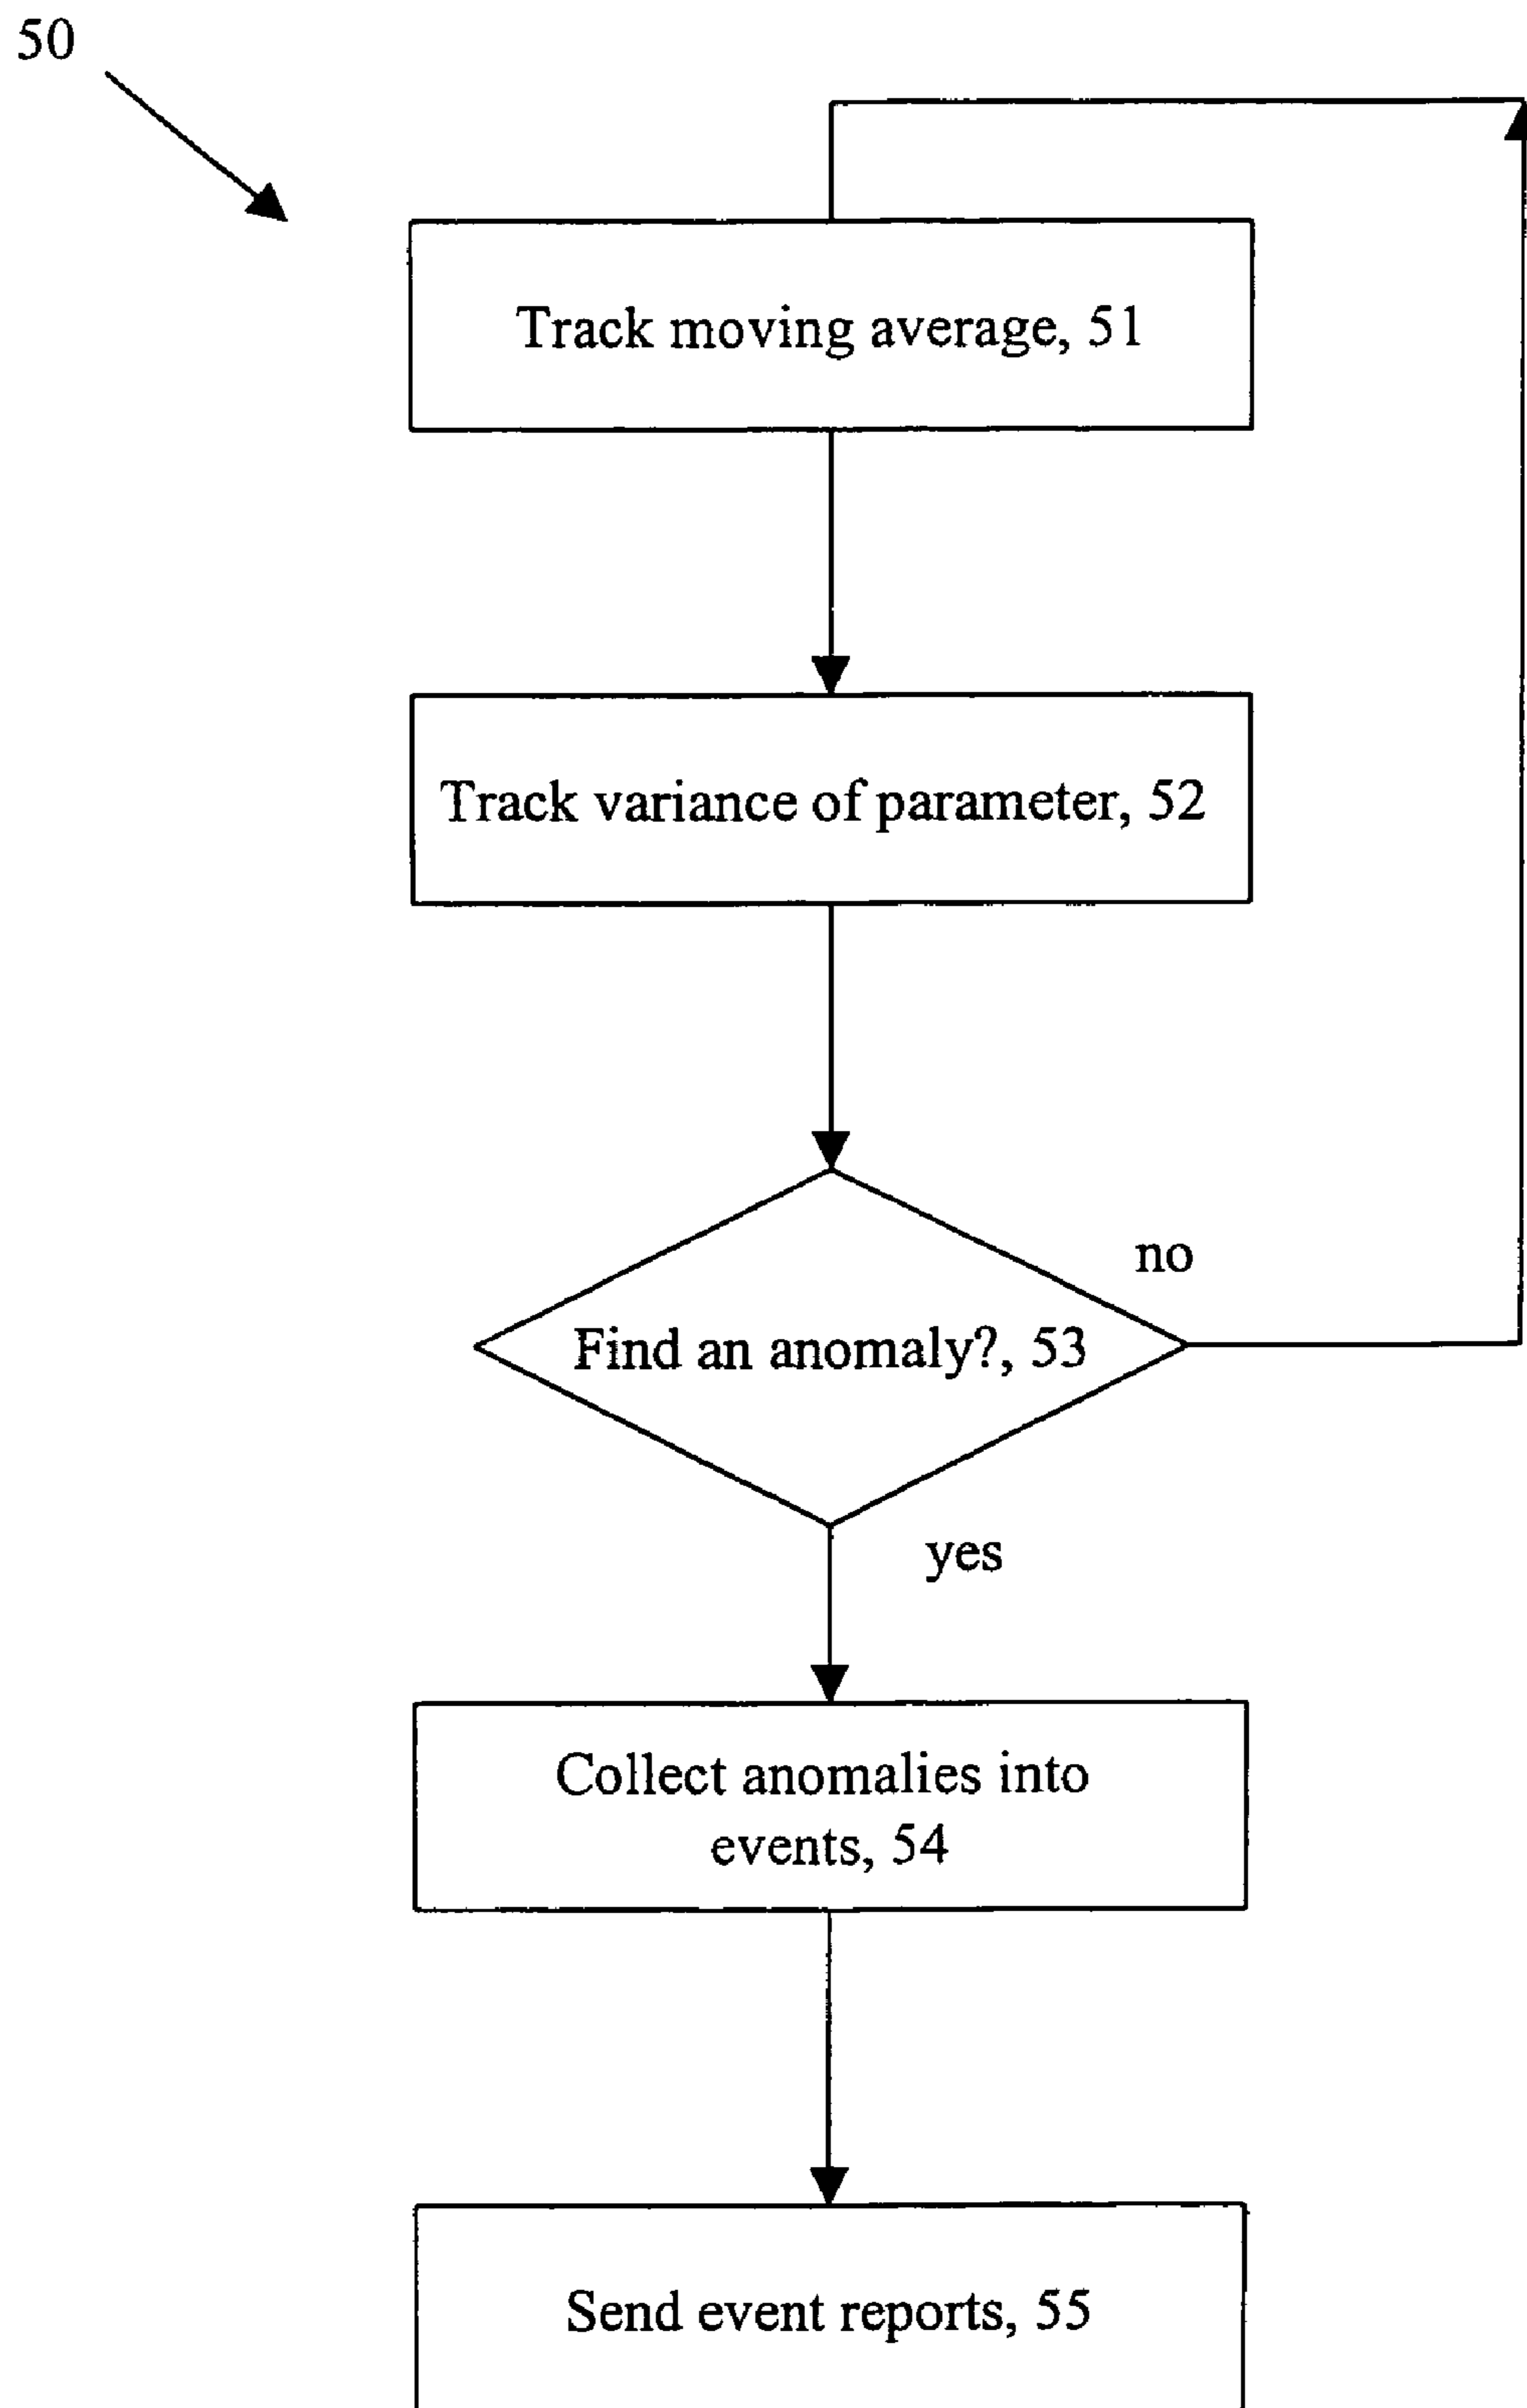 50
Track moving average, 51
Track variance of parameter, 52
no
Find an anomaly?, 53
yes
Collect anomalies into
events, 54
Send event reports, 55